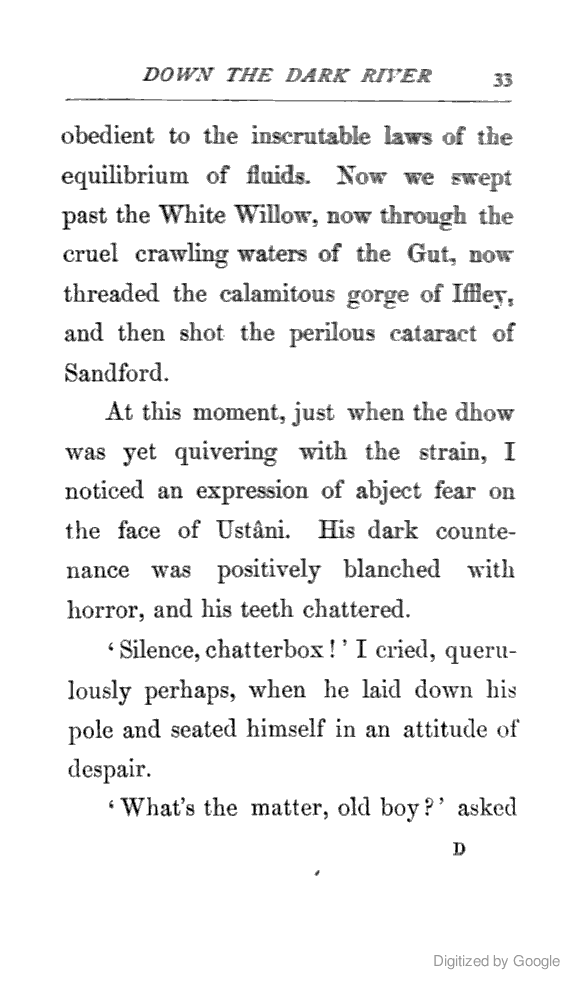 DOWN THE DARK RIVER 33
obedient to the inscrutable laws of the
equilibrium of fluids. Now we swept
past the White Willow, now through the
cruel crawling waters of the Gut, now
threaded the calamitous gorge of Iffley,
and then shot the perilous cataract of
Sandford.
At this moment, just when the dhow
was yet quivering with the strain, I
noticed an expression of abject fear on
the face of Ustâni. His dark counte-
nance was positively blanched with
horror, and his teeth chattered.
‘Silence, chatterbox!’ I cried, queru-
lously perhaps, when he laid down his
pole and seated himself in an attitude of
despair.
‘What's the matter, old boy?’ asked
D
Digitized by Google